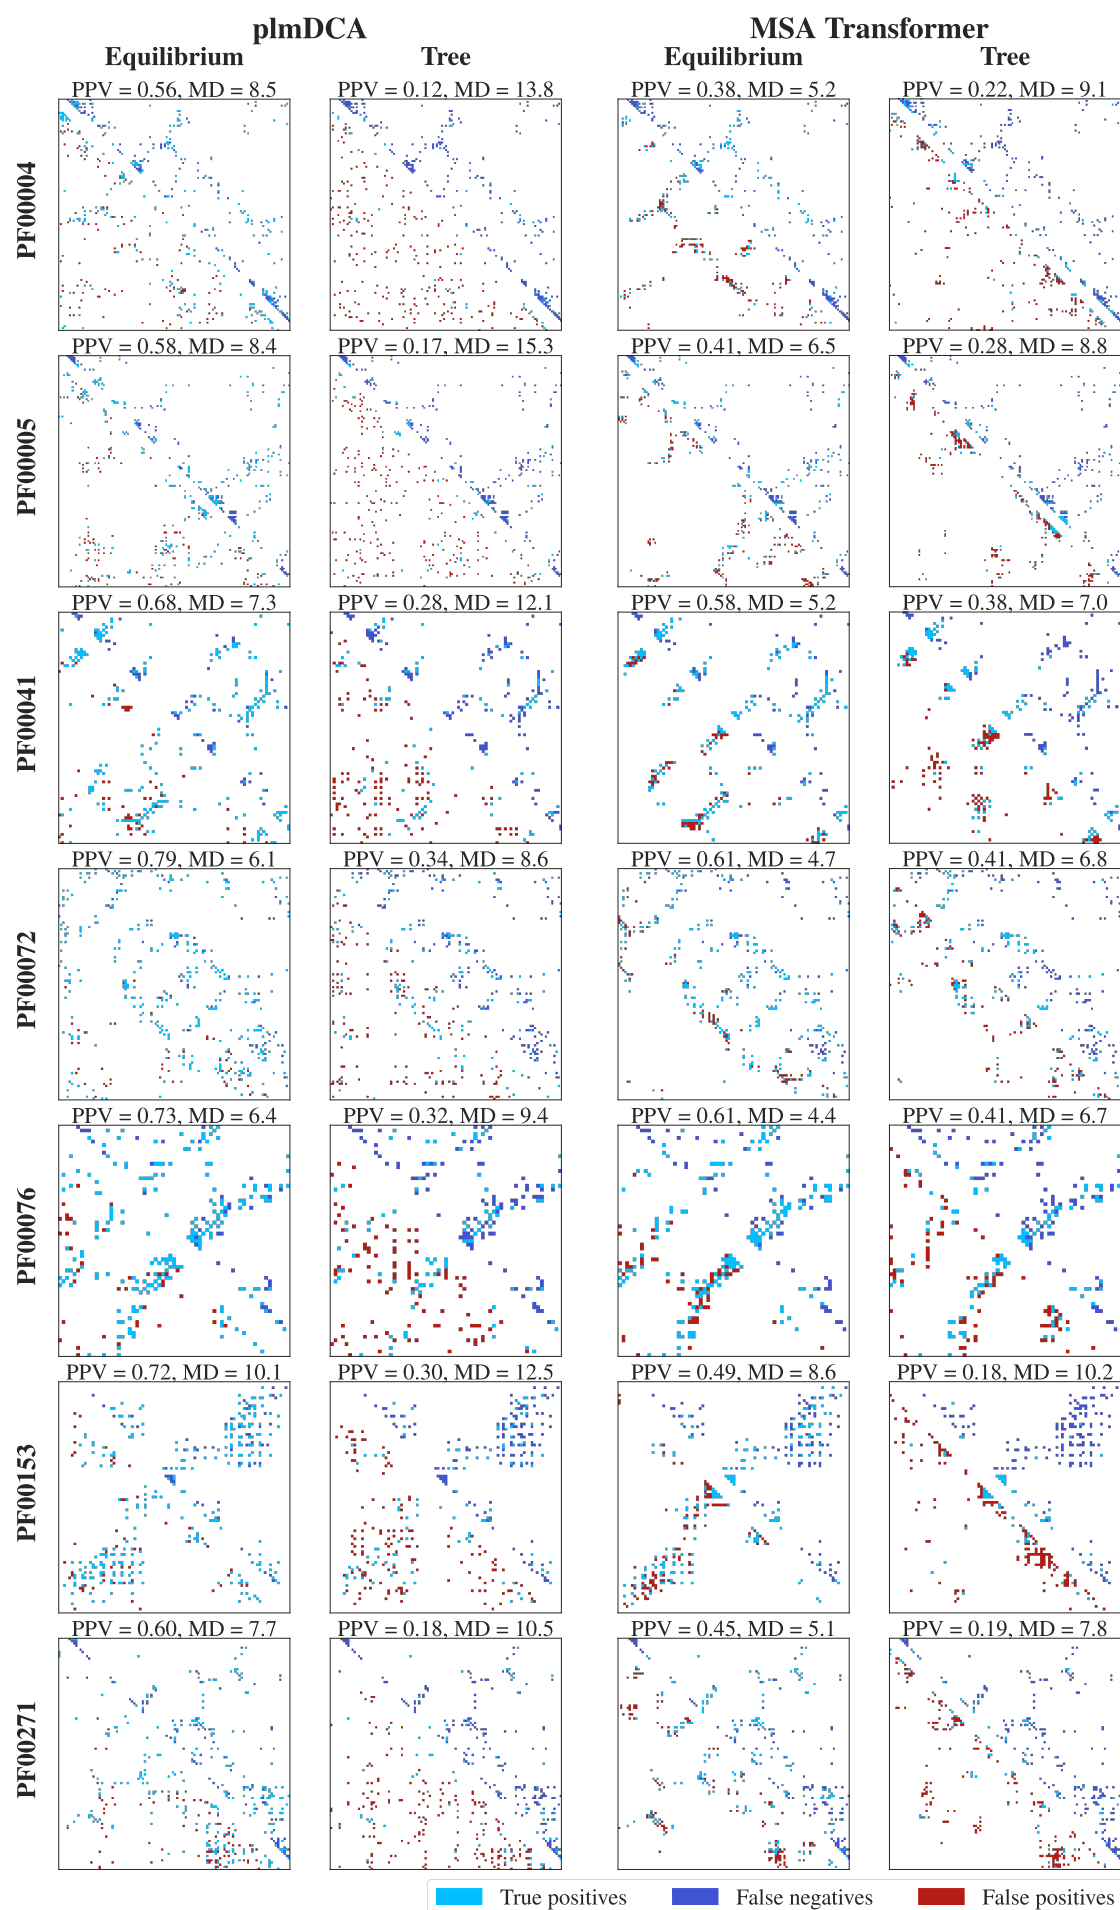 plmDCA MSA Transformer
Equilibrium Tree Equilibrium Tree
PPV = 0.56, MD = 8.5 PPV = 0.12, MD = 13.8 PPV = 0.38, MD = 5.2 PPV = 0.22, MD = 9.1
PF00004
PPV = 0.58, MD = 8.4 PPV = 0.17, MD = 15.3 PPV = 0.41, MD = 6.5 PPV = 0.28, MD = 8.8
PF00005
PPV = 0.68, MD = 7.3 PPV = 0.28, MD = 12.1 PPV = 0.58, MD = 5.2 PPV = 0.38, MD = 7.0
PF00041
PPV = 0.79, MD = 6.1 PPV = 0.34, MD = 8.6 PPV = 0.61, MD = 4.7 PPV = 0.41, MD = 6.8
PF00072
PPV = 0.73, MD = 6.4 PPV = 0.32, MD = 9.4 PPV = 0.61, MD = 4.4 PPV = 0.41, MD = 6.7
PF00076
PPV = 0.72, MD = 10.1 PPV = 0.30, MD = 12.5 PPV = 0.49, MD = 8.6 PPV = 0.18, MD = 10.2
PF00153
PPV = 0.60, MD = 7.7 PPV = 0.18, MD = 10.5 PPV = 0.45, MD = 5.1 PPV = 0.19, MD = 7.8
PF00271
True positives False negatives False positives